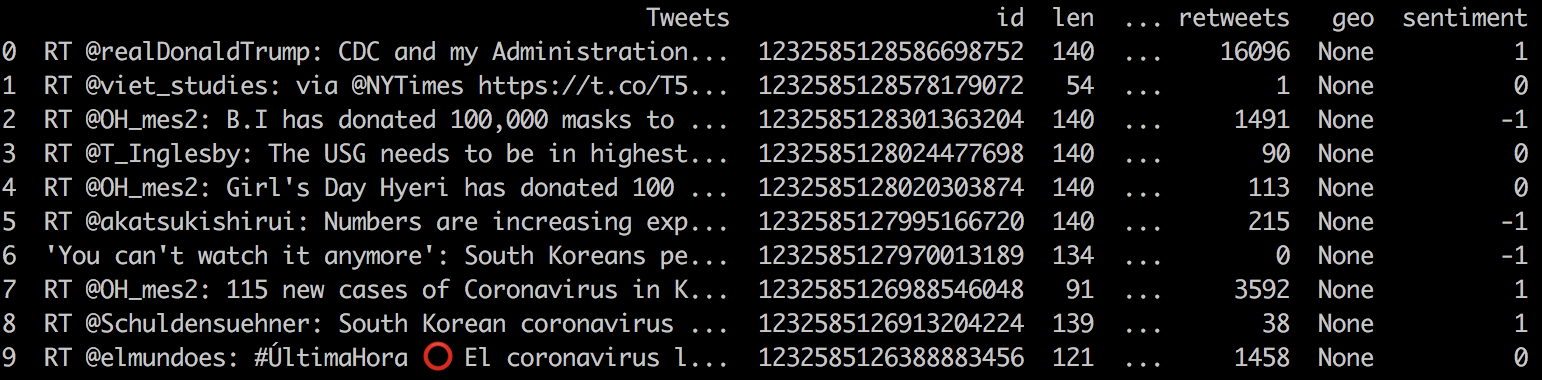 Tweets id len ... retweets geo sentiment
0 RT @realDonaldTrump: CDC and my Administration... 1232585128586698752 140 ... 16096 None 1
1 RT @viet_studies: via @NYTimes https://t.co/T5... 1232585128578179072 54 ... 1 None 0
2 RT @OH_mes2: B.I has donated 100,000 masks to ... 1232585128301363204 140 ... 1491 None -1
3 RT @T_Inglesby: The USG needs to be in highest... 1232585128024477698 140 ... 90 None 0
4 RT @OH_mes2: Girl's Day Hyeri has donated 100 ... 1232585128020303874 140 ... 113 None 0
5 RT @akatsukishirui: Numbers are increasing exp... 1232585127995166720 140 ... 215 None -1
6 'You can't watch it anymore': South Koreans pe... 1232585127970013189 134 ... 0 None -1
7 RT @OH_mes2: 115 new cases of Coronavirus in K... 1232585126988546048 91 ... 3592 None 1
8 RT @Schuldensuehner: South Korean coronavirus ... 1232585126913204224 139 ... 38 None 1
9 RT @elmundoes: #ÚltimaHora ⭕ El coronavirus l... 1232585126388883456 121 ... 1458 None 0